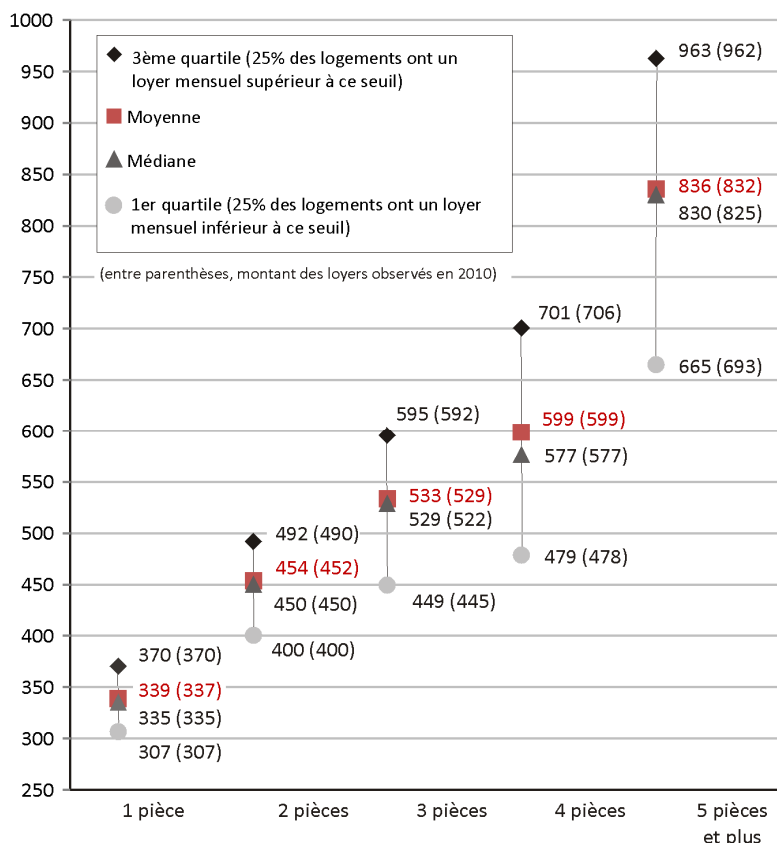 1000
950
900
850
800
750
700
650
600
550
500
450
400
350
300
250
3ème quartile (25% des logements ont un
loyer mensuel supérieur à ce seuil)
Moyenne
Médiane
1er quartile (25% des logements ont un loyer
mensuel inférieur à ce seuil)
(entre parenthèses, montant des loyers observés en 2010)
370 (370)
339 (337)
335 (335)
307 (307)
492 (490)
454 (452)
450 (450)
400 (400)
595 (592)
533 (529)
529 (522)
449 (445)
701 (706)
599 (599)
577 (577)
479 (478)
963 (962)
836 (832)
830 (825)
665 (693)
1 pièce
2 pièces
3 pièces
4 pièces
5 pièces
et plus